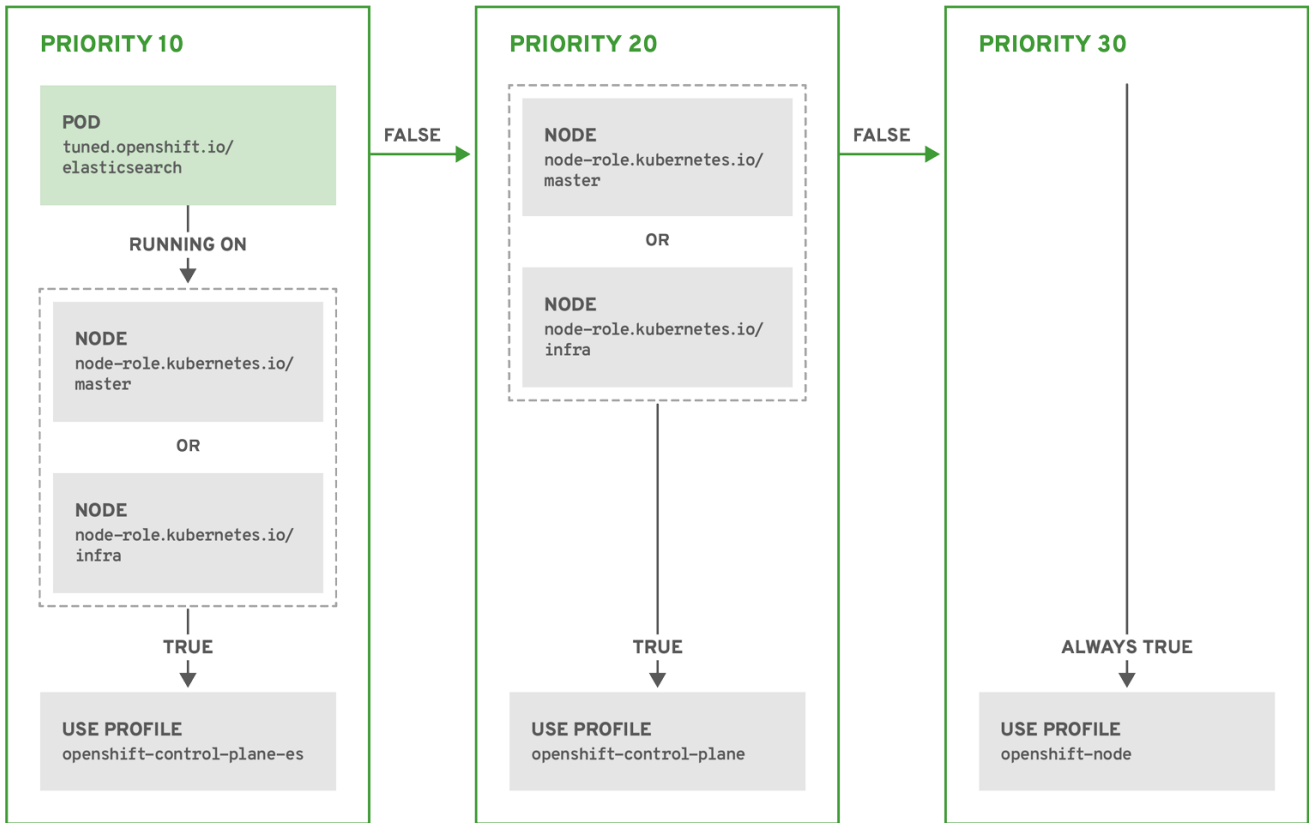 PRIORITY 10
POD
tuned.openshift.io/
elasticsearch
RUNNING ON
NODE
node-role.kubernetes.io/
master
OR
NODE
node-role.kubernetes.io/
infra
TRUE
USE PROFILE
openshift-control-plane-es
FALSE
PRIORITY 20
NODE
node-role.kubernetes.io/
master
OR
NODE
node-role.kubernetes.io/
infra
TRUE
USE PROFILE
openshift-control-plane
FALSE
PRIORITY 30
ALWAYS TRUE
USE PROFILE
openshift-node